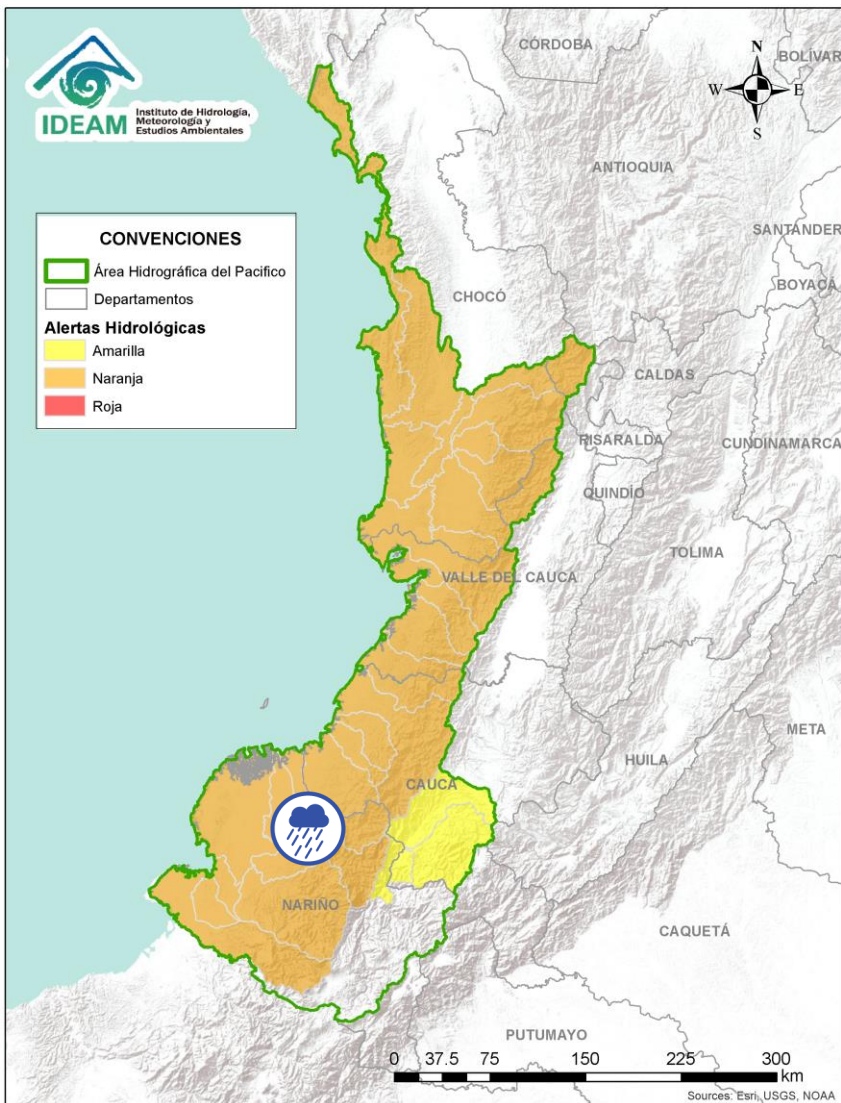 IDEAM
Instituto de Hidrología,
Meteorología y
Estudios Ambientales
N
W
E
S
CONVENCIONES
Área Hidrográfica del Pacifico
Departamentos
Alertas Hidrológicas
Amarilla
Naranja
Roja
CÓRDOBA
BOLÍVAR
ANTIOQUIA
SANTANDER
BOYACÁ
CHOCÓ
CALDAS
RISARALDA
CUNDINAMARCA
QUINDÍO
TOLIMA
VALLE DEL CAUCA
META
HUILA
CAUCA
NARIÑO
CAQUETÁ
PUTUMAYO
0 37.5 75 150 225 300
km
Sources: Esri, USGS, NOAA